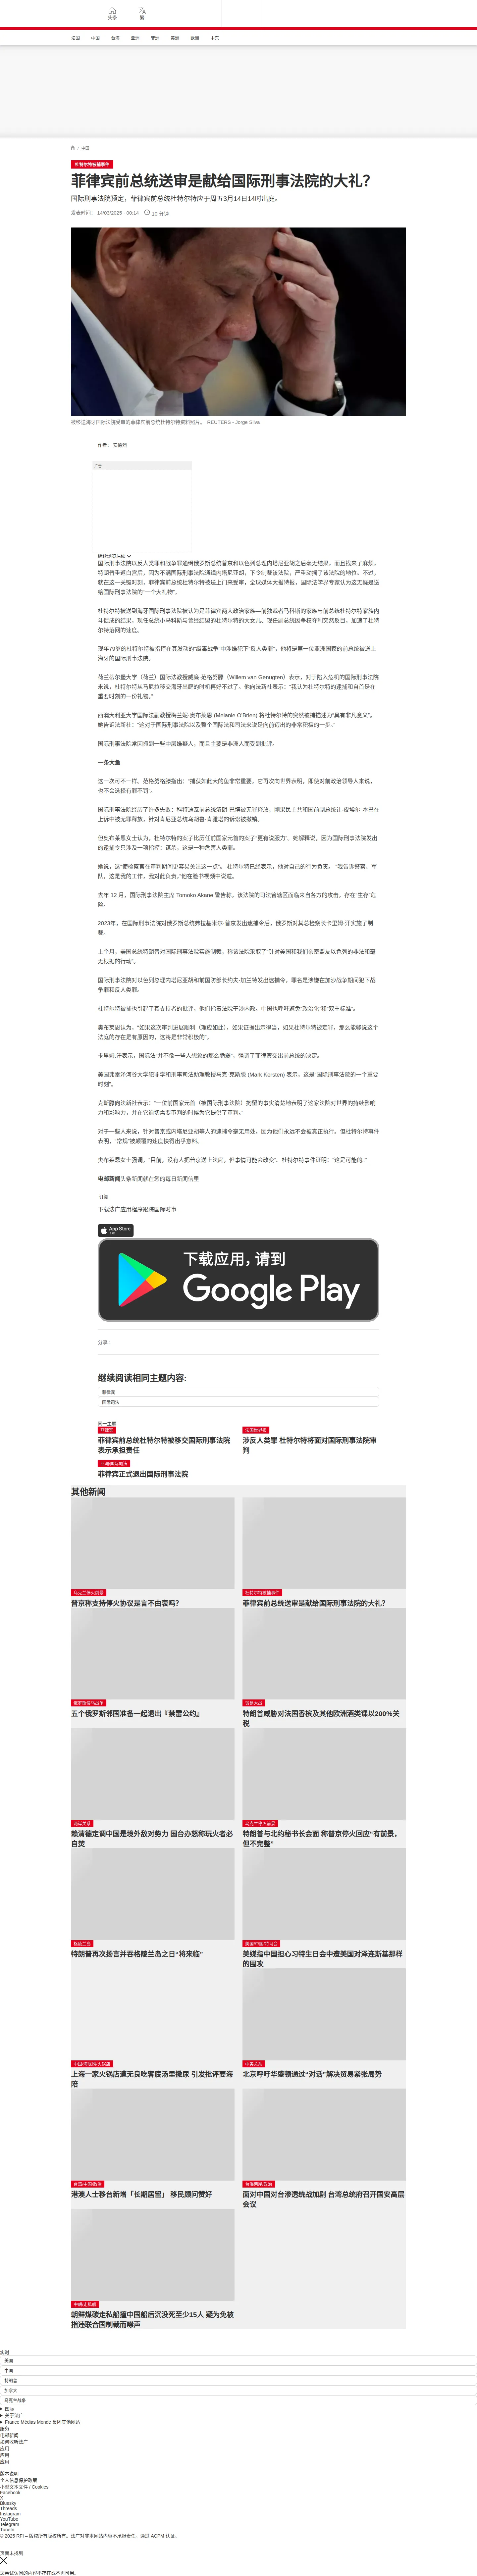 头条
繁
法国
中国
台海
亚洲
非洲
美洲
欧洲
中东
/ 法国
杜特尔特被捕事件
菲律宾前总统送审是献给国际刑事法院的大礼？
国际刑事法院预定，菲律宾前总统杜特尔特应于周五3月14日14时出庭。
发表时间： 14/03/2025 - 00:14
10 分钟
被移送海牙国际法院受审的菲律宾前总统杜特尔特资料照片。 REUTERS - Jorge Silva
作者： 安德烈
广告
继续浏览后续
国际刑事法院以反人类罪和战争罪通缉俄罗斯总统普京和以色列总理内塔尼亚胡之后毫无结果，而且找来了麻烦，特朗普重返白宫后，因为不满国际刑事法院通缉内塔尼亚胡，下令制裁该法院，严重动摇了该法院的地位。不过，就在这一关键时刻，菲律宾前总统杜特尔特被送上门来受审，全球媒体大报特报，国际法学界专家认为这无疑是送给国际刑事法院的“一个大礼物”。
杜特尔特被送到海牙国际刑事法院被认为是菲律宾两大政治家族—前独裁者马科斯的家族与前总统杜特尔特家族内斗促成的结果，现任总统小马科斯与曾经结盟的杜特尔特的大女儿、现任副总统因争权夺利突然反目，加速了杜特尔特落网的速度。
现年79岁的杜特尔特被指控在其发动的“缉毒战争”中涉嫌犯下“反人类罪”，他将是第一位亚洲国家的前总统被送上海牙的国际刑事法院。
荷兰蒂尔堡大学（荷兰）国际法教授威廉·范格努滕（Willem van Genugten）表示，对于陷入危机的国际刑事法院来说，杜特尔特从马尼拉移交海牙出庭的时机再好不过了。他向法新社表示：“我认为杜特尔特的逮捕和自首是在重要时刻的一份礼物。”
西澳大利亚大学国际法副教授梅兰妮·奥布莱恩 (Melanie O'Brien) 将杜特尔特的突然被捕描述为“具有非凡意义”。她告诉法新社：“这对于国际刑事法院以及整个国际法和司法来说是向前迈出的非常积极的一步。”
国际刑事法院常因抓到一些中层嫌疑人，而且主要是非洲人而受到批评。
一条大鱼
这一次可不一样。范格努格滕指出：“捕获如此大的鱼非常重要，它再次向世界表明，即便对前政治领导人来说，也不会选择有罪不罚”。
国际刑事法院经历了许多失败：科特迪瓦前总统洛朗·巴博被无罪释放，刚果民主共和国前副总统让-皮埃尔·本巴在上诉中被无罪释放，针对肯尼亚总统乌胡鲁·肯雅塔的诉讼被撤销。
但奥布莱恩女士认为，杜特尔特的案子比历任前国家元首的案子“更有说服力”。她解释说，因为国际刑事法院发出的逮捕令只涉及一项指控：谋杀，这是一种危害人类罪。
她说，这“使检察官在审判期间更容易关注这一点”。 杜特尔特已经表示，他对自己的行为负责。 “我告诉警察、军队，这是我的工作，我对此负责,”他在脸书视频中说道。
去年 12 月，国际刑事法院主席 Tomoko Akane 警告称，该法院的司法管辖区面临来自各方的攻击，存在“生存”危险。
2023年，在国际刑事法院对俄罗斯总统弗拉基米尔·普京发出逮捕令后，俄罗斯对其总检察长卡里姆·汗实施了制裁。
上个月，美国总统特朗普对国际刑事法院实施制裁，称该法院采取了“针对美国和我们亲密盟友以色列的非法和毫无根据的行动”。
国际刑事法院对以色列总理内塔尼亚胡和前国防部长约夫·加兰特发出逮捕令，罪名是涉嫌在加沙战争期间犯下战争罪和反人类罪。
杜特尔特被捕也引起了其支持者的批评，他们指责法院干涉内政。中国也呼吁避免“政治化”和“双重标准”。
奥布莱恩认为，“如果这次审判进展顺利（理应如此），如果证据出示得当，如果杜特尔特被定罪，那么能够说这个法庭的存在是有原因的，这将是非常积极的”。
卡里姆.汗表示，国际法“并不像一些人想象的那么脆弱”，强调了菲律宾交出前总统的决定。
美国弗雷泽河谷大学犯罪学和刑事司法助理教授马克·克斯滕 (Mark Kersten) 表示，这是“国际刑事法院的一个重要时刻”。
克斯滕向法新社表示：“一位前国家元首（被国际刑事法院）拘留的事实清楚地表明了这家法院对世界的持续影响力和影响力，并在它迫切需要审判的时候为它提供了审判。”
对于一些人来说，针对普京或内塔尼亚胡等人的逮捕令毫无用处，因为他们永远不会被真正执行。但杜特尔特事件表明，“常规”被颠覆的速度快得出乎意料。
奥布莱恩女士强调，“目前，没有人把普京送上法庭，但事情可能会改变”。杜特尔特事件证明：“这是可能的。”
电邮新闻头条新闻就在您的每日新闻信里
订阅
下载法广应用程序跟踪国际时事
App Store
下载应用，请到
Google Play
分享 :
继续阅读相同主题内容:
菲律宾
国际司法
同一主题
菲律宾
菲律宾前总统杜特尔特被移交国际刑事法院 表示承担责任
法国世界报
涉反人类罪 杜特尔特将面对国际刑事法院审判
亚洲/国际司法
菲律宾正式退出国际刑事法院
其他新闻
乌克兰停火前景
普京称支持停火协议是言不由衷吗？
杜特尔特被捕事件
菲律宾前总统送审是献给国际刑事法院的大礼？
俄罗斯侵乌战争
五个俄罗斯邻国准备一起退出『禁雷公约』
贸易大战
特朗普威胁对法国香槟及其他欧洲酒类课以200%关税
两岸关系
赖清德定调中国是境外敌对势力 国台办怒称玩火者必自焚
乌克兰停火前景
特朗普与北约秘书长会面 称普京停火回应“有前景，但不完整”
格陵兰岛
特朗普再次扬言并吞格陵兰岛之日“将来临”
美国/中国/特习会
美媒指中国担心习特生日会中遭美国对泽连斯基那样的围攻
中国/海底捞/火锅店
上海一家火锅店遭无良吃客底汤里撒尿 引发批评要海陪
中美关系
北京呼吁华盛顿通过“对话”解决贸易紧张局势
台湾/中国/政治
港澳人士移台新增「长期居留」 移民顾问赞好
台海两岸/政治
面对中国对台渗透统战加剧 台湾总统府召开国安高层会议
中朝/走私船
朝鲜煤碳走私船撞中国船后沉没死至少15人 疑为免被指违联合国制裁而噤声
实时
美国
中国
特朗普
加拿大
乌克兰战争
国际
关于法广
France Médias Monde 集团其他网站
服务
电邮新闻
如何收听法广
应用
应用
应用
版本说明
个人信息保护政策
小型文本文件 / Cookies
Facebook
X
Bluesky
Threads
Instagram
YouTube
Telegram
TuneIn
© 2025 RFI – 版权所有版权所有。法广对非本网站内容不承担责任。通过 ACPM 认证。
页面未找到
您尝试访问的内容不存在或不再可用。